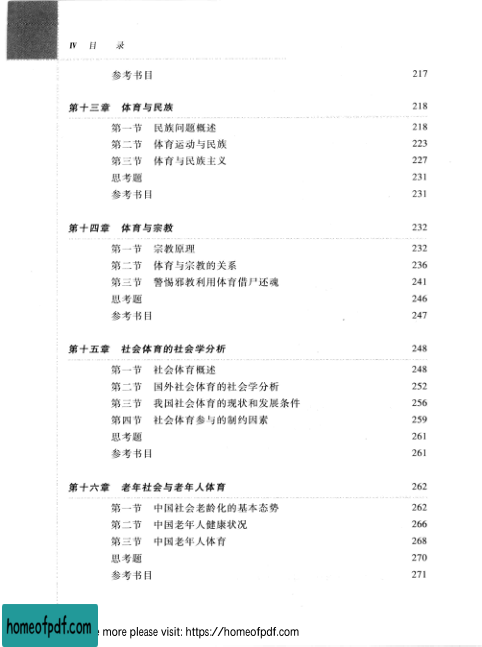 IV 目 录
参考书目 217
第十三章 体育与民族 218
第一节 民族问题概述 218
第二节 体育运动与民族 223
第三节 体育与民族主义 227
思考题 231
参考书目 231
第十四章 体育与宗教 232
第一节 宗教原理 232
第二节 体育与宗教的关系 236
第三节 警惕邪教利用体育借尸还魂 241
思考题 246
参考书目 247
第十五章 社会体育的社会学分析 248
第一节 社会体育概述 248
第二节 国外社会体育的社会学分析 252
第三节 我国社会体育的现状和发展条件 256
第四节 社会体育参与的制约因素 259
思考题 261
参考书目 261
第十六章 老年社会与老年人体育 262
第一节 中国社会老龄化的基本态势 262
第二节 中国老年人健康状况 266
第三节 中国老年人体育 268
思考题 270
参考书目 271
homeofpdf.com
more please visit: https://homeofpdf.com